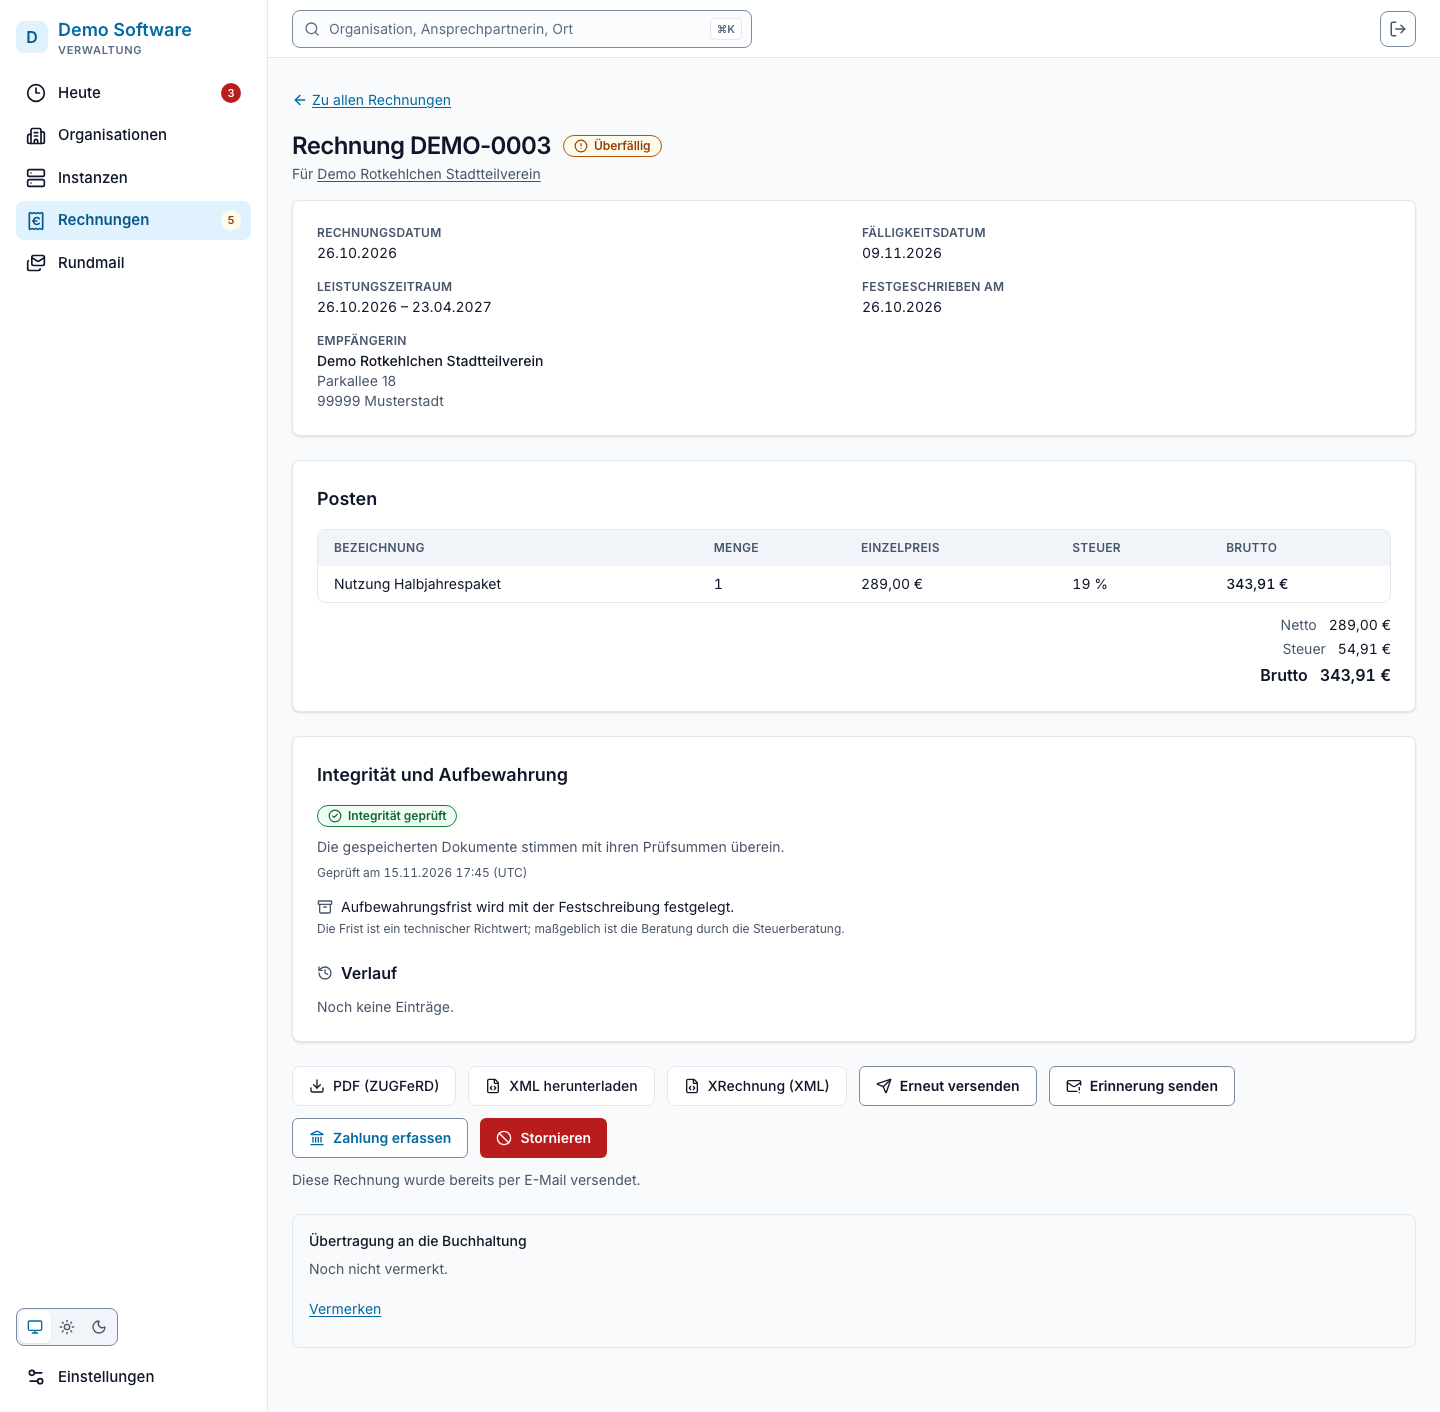 D
Demo Software
VERWALTUNG
Heute 3
Organisationen
Instanzen
Rechnungen 5
Rundmail
Einstellungen
Organisation, Ansprechpartnerin, Ort ⌘K
Zu allen Rechnungen
Rechnung DEMO-0003 Überfällig
Für Demo Rotkehlchen Stadtteilverein
RECHNUNGSDATUM FÄLLIGKEITSDATUM
26.10.2026 09.11.2026
LEISTUNGSZEITRAUM FESTGESCHRIEBEN AM
26.10.2026 – 23.04.2027 26.10.2026
EMPFÄNGERIN
Demo Rotkehlchen Stadtteilverein
Parkallee 18
99999 Musterstadt
Posten
BEZEICHNUNG MENGE EINZELPREIS STEUER BRUTTO
Nutzung Halbjahrespaket 1 289,00 € 19 % 343,91 €
Netto 289,00 €
Steuer 54,91 €
Brutto 343,91 €
Integrität und Aufbewahrung
Integrität geprüft
Die gespeicherten Dokumente stimmen mit ihren Prüfsummen überein.
Geprüft am 15.11.2026 17:45 (UTC)
Aufbewahrungsfrist wird mit der Festschreibung festgelegt.
Die Frist ist ein technischer Richtwert; maßgeblich ist die Beratung durch die Steuerberatung.
Verlauf
Noch keine Einträge.
PDF (ZUGFeRD) XML herunterladen XRechnung (XML) Erneut versenden Erinnerung senden
Zahlung erfassen Stornieren
Diese Rechnung wurde bereits per E-Mail versendet.
Übertragung an die Buchhaltung
Noch nicht vermerkt.
Vermerken